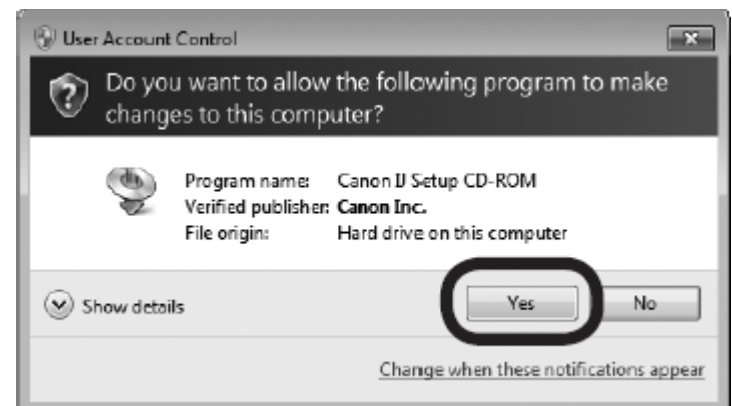 User Account Control
Do you want to allow the following program to make
changes to this computer?
Program name: Canon IJ Setup CD-ROM
Verified publisher: Canon Inc.
File origin: Hard drive on this computer
Show details
Yes
No
Change when these notifications appear